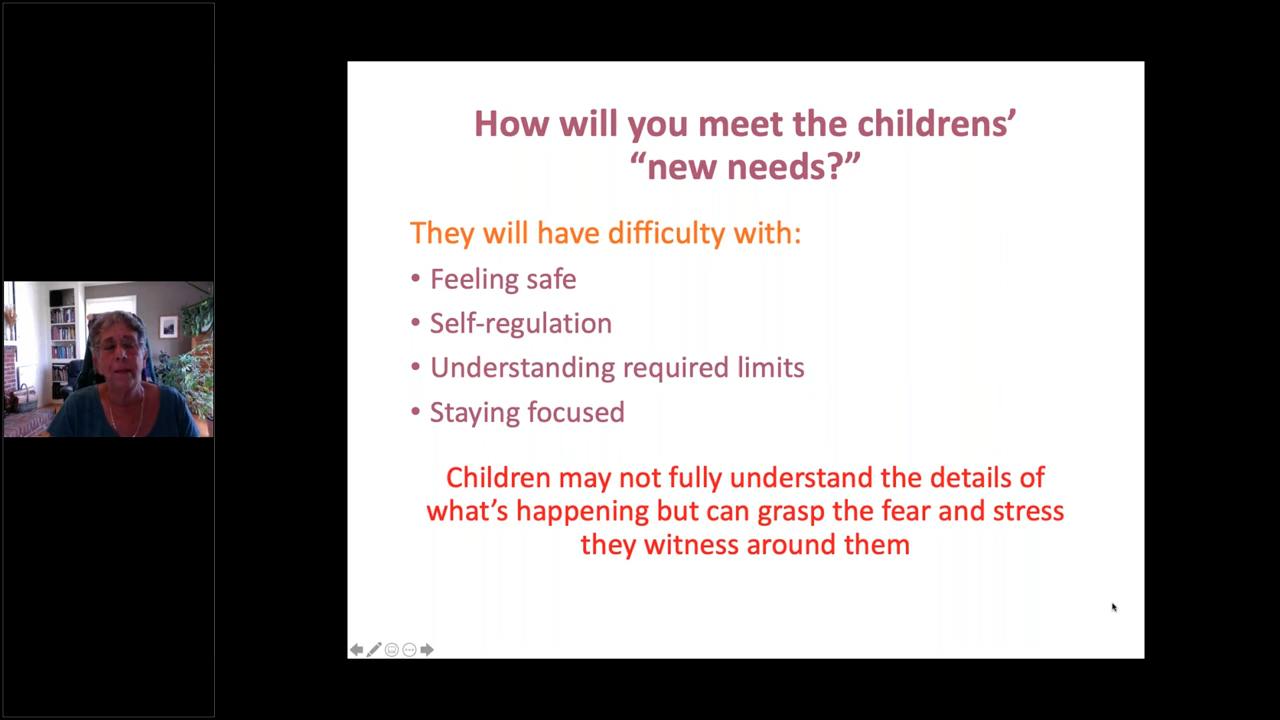 How will you meet the childrens’
“new needs?”
They will have difficulty with:
• Feeling safe
• Self-regulation
• Understanding required limits
• Staying focused
Children may not fully understand the details of
what’s happening but can grasp the fear and stress
they witness around them